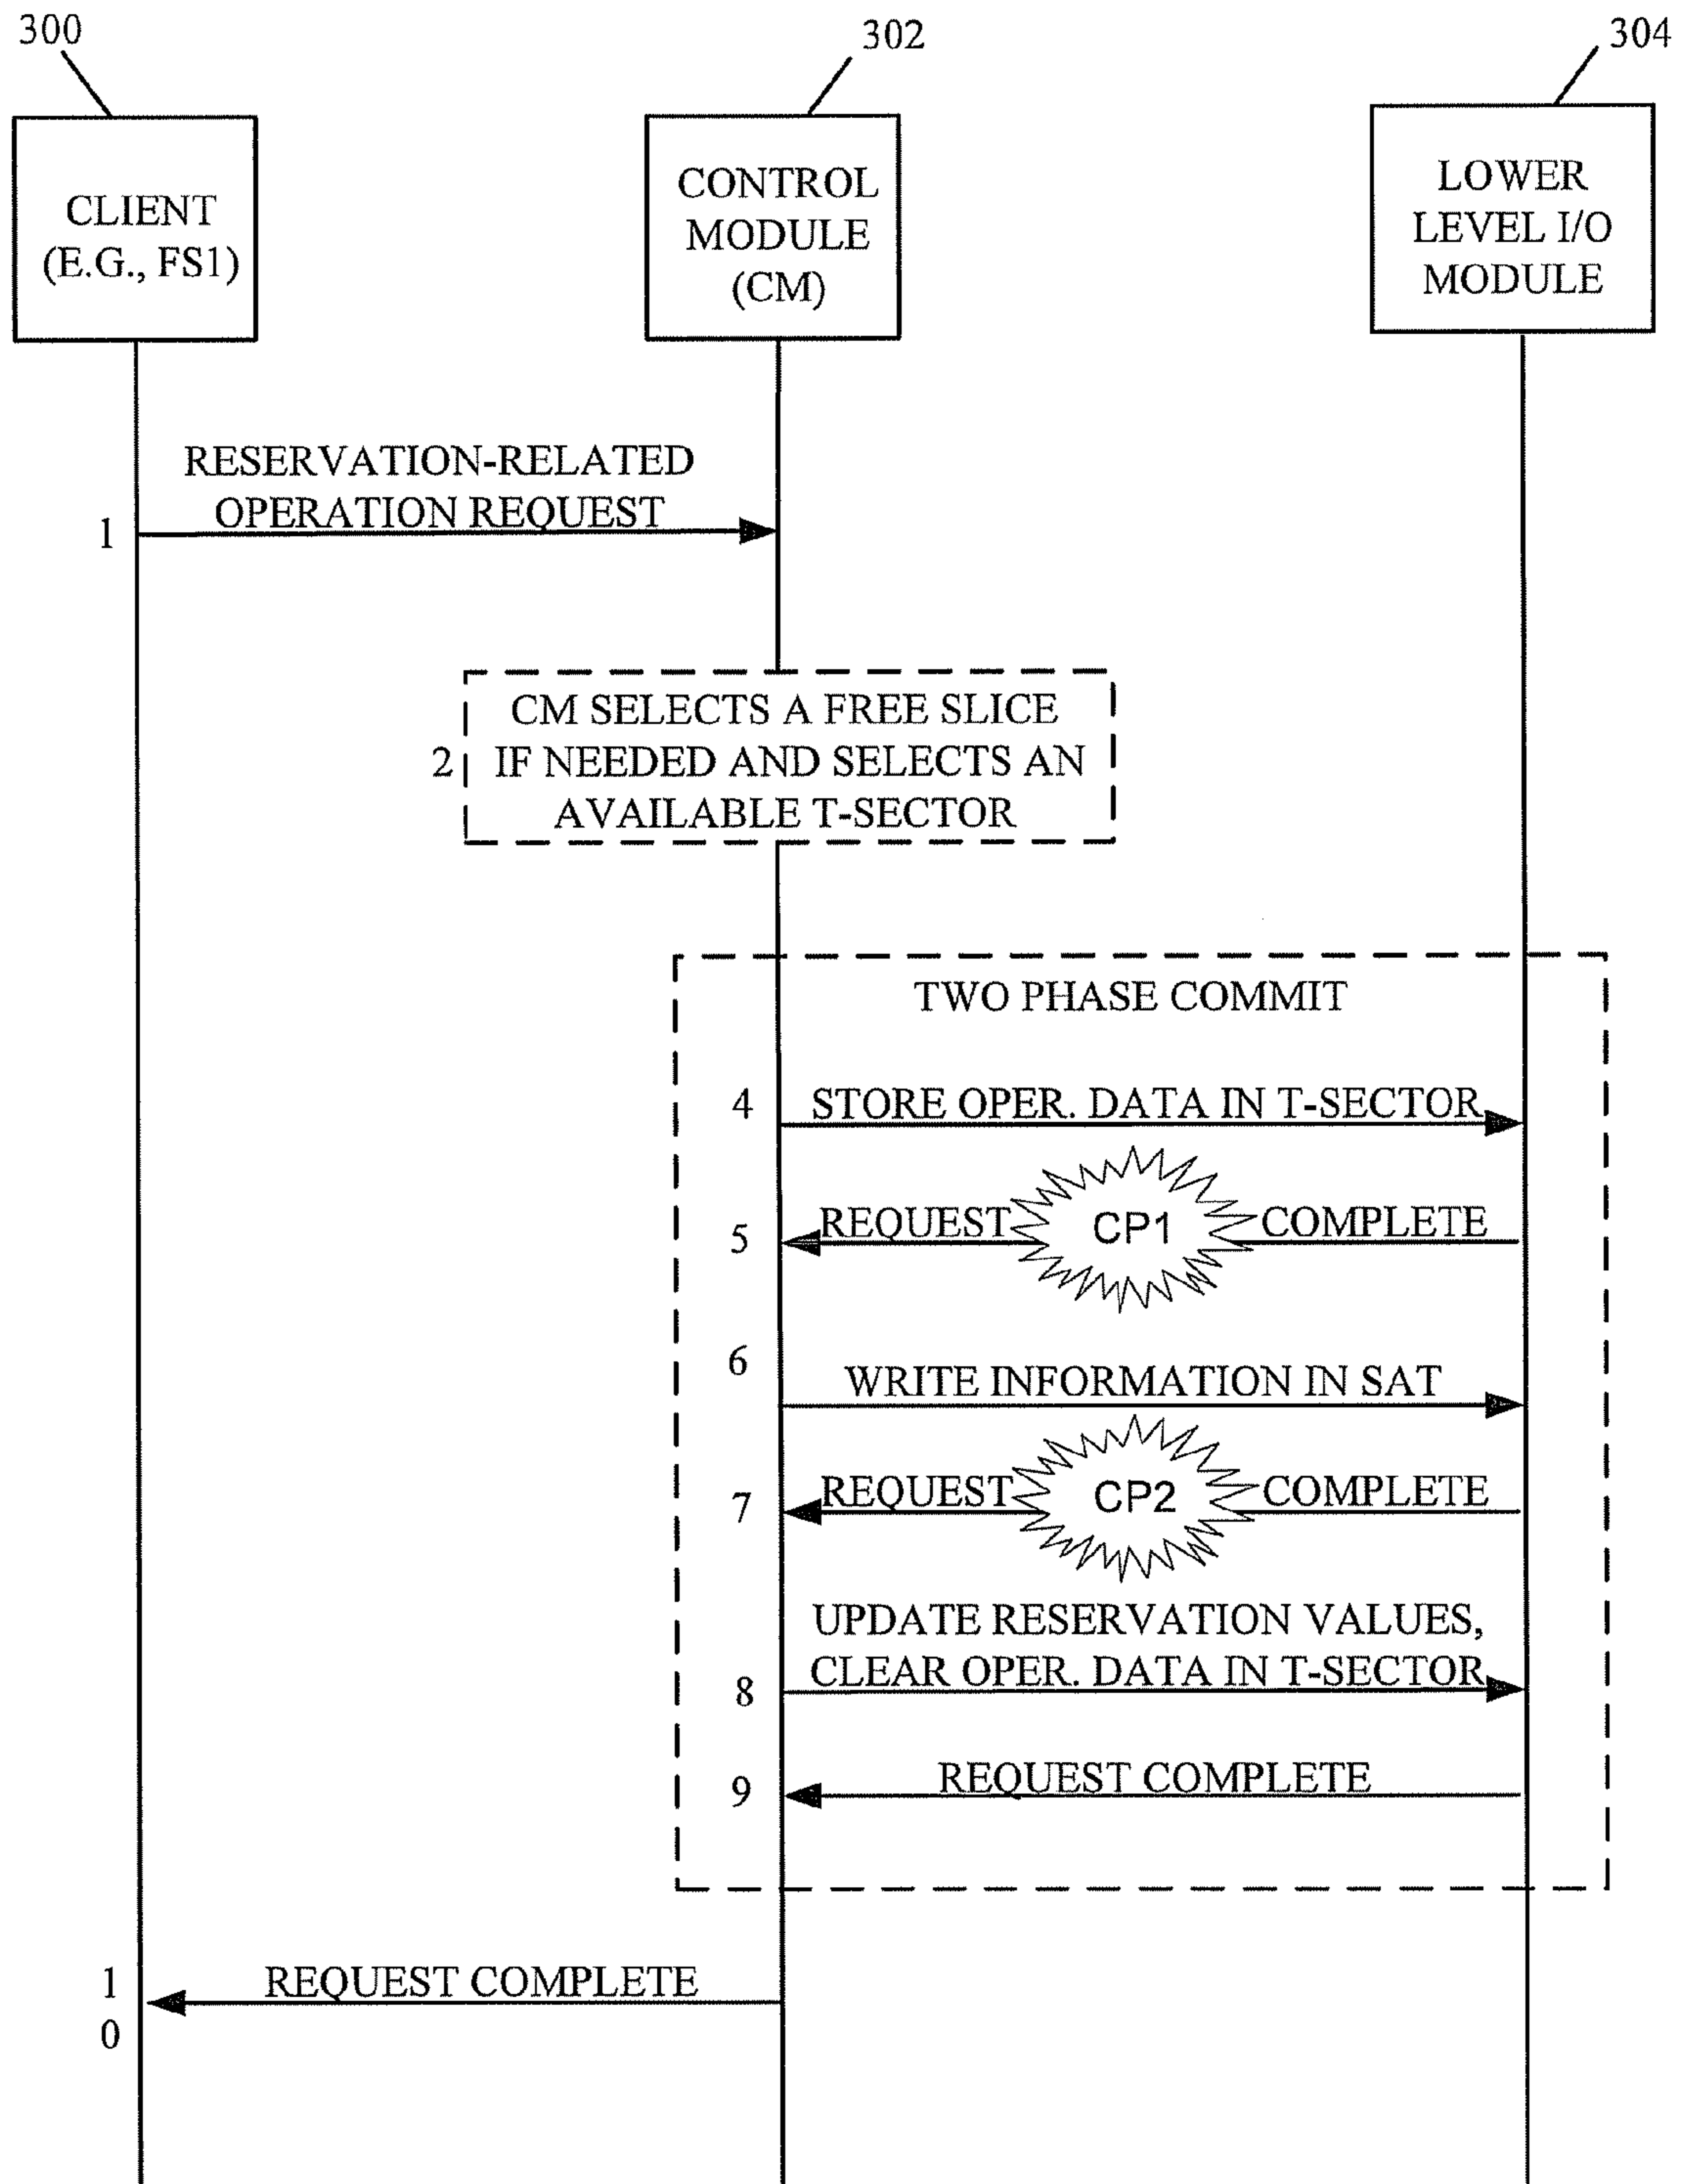 300
302
304
CLIENT
(E.G., FS1)
CONTROL
MODULE
(CM)
LOWER
LEVEL I/O
MODULE
RESERVATION-RELATED
OPERATION REQUEST
1
CM SELECTS A FREE SLICE
2 IF NEEDED AND SELECTS AN
AVAILABLE T-SECTOR
TWO PHASE COMMIT
4 STORE OPER. DATA IN T-SECTOR
5 REQUEST CP1 COMPLETE
6
WRITE INFORMATION IN SAT
7 REQUEST CP2 COMPLETE
UPDATE RESERVATION VALUES,
8 CLEAR OPER. DATA IN T-SECTOR
9 REQUEST COMPLETE
1 REQUEST COMPLETE
0